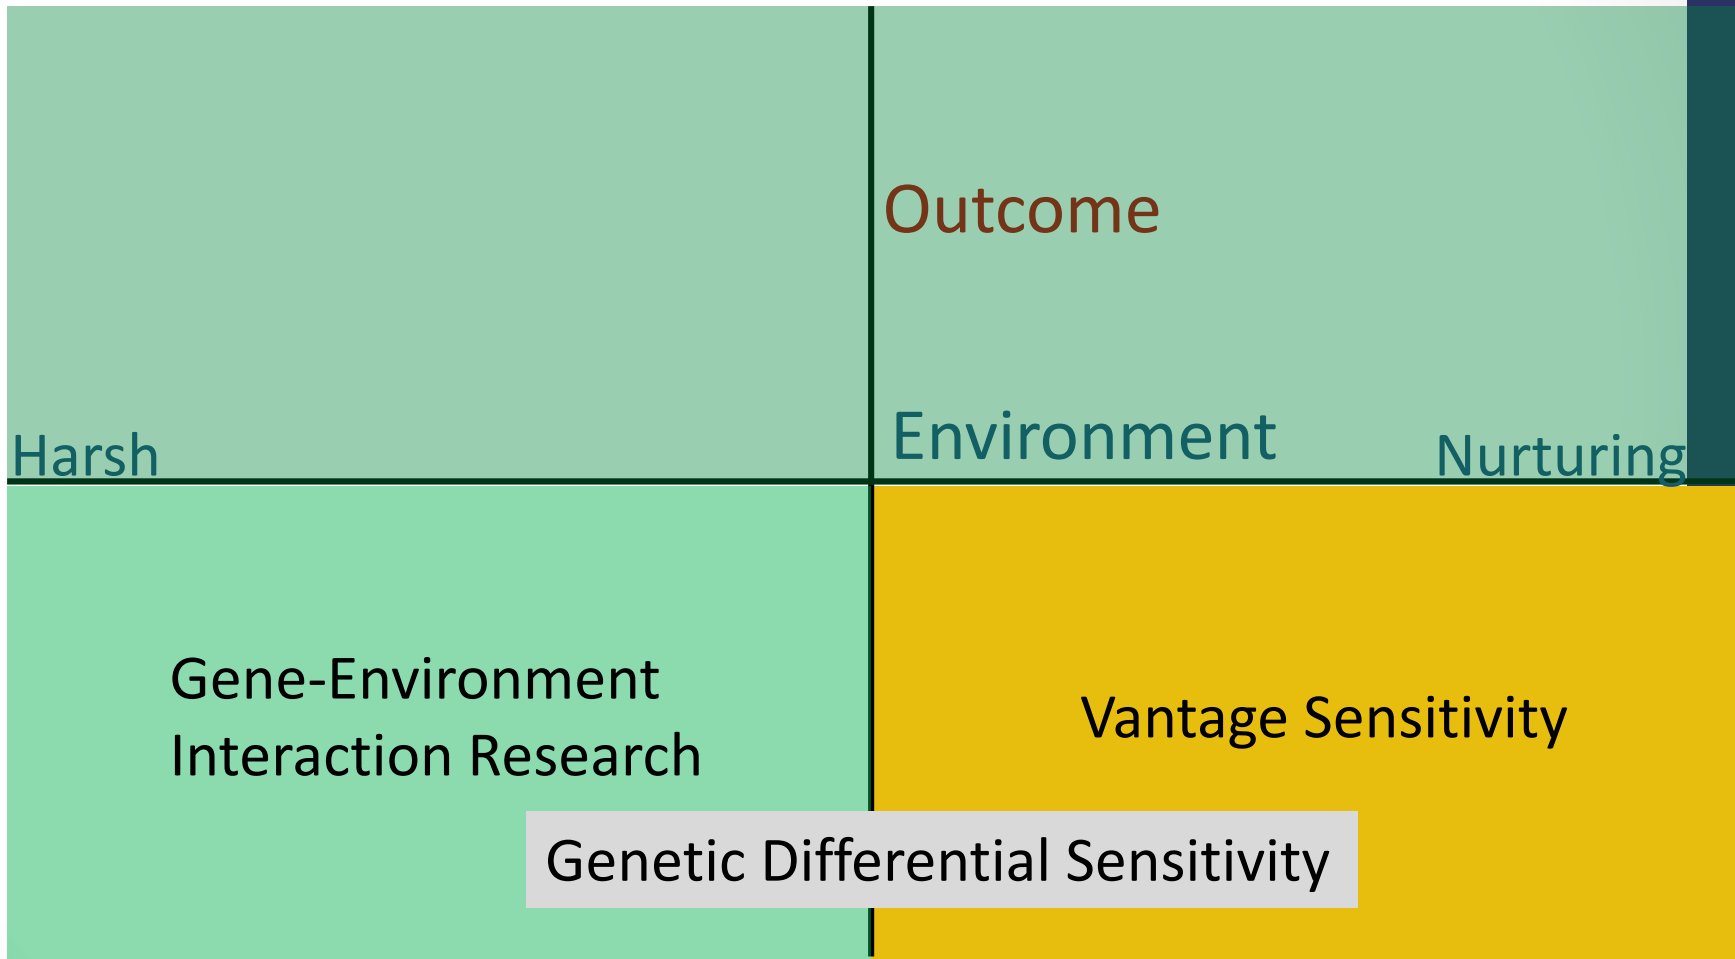 Outcome
Environment
Harsh
Nurturing
Gene-Environment
Interaction Research
Vantage Sensitivity
Genetic Differential Sensitivity